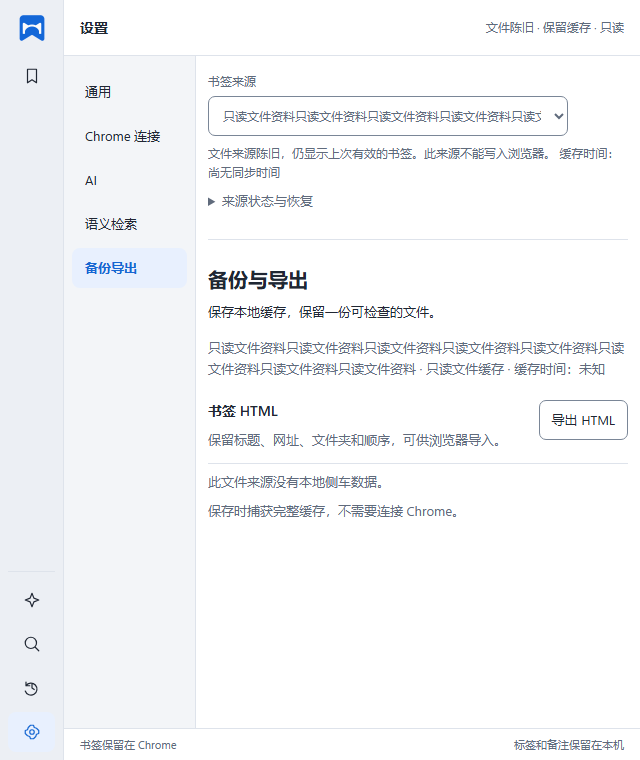 设置
文件陈旧 · 保留缓存 · 只读
通用
Chrome 连接
AI
语义检索
备份导出
书签来源
只读文件资料只读文件资料只读文件资料只读文件资料只读文
文件来源陈旧，仍显示上次有效的书签。此来源不能写入浏览器。 缓存时间：
尚无同步时间
来源状态与恢复
备份与导出
保存本地缓存，保留一份可检查的文件。
只读文件资料只读文件资料只读文件资料只读文件资料只读文件资料只读
文件资料只读文件资料只读文件资料 · 只读文件缓存 · 缓存时间：未知
书签 HTML
保留标题、网址、文件夹和顺序，可供浏览器导入。
导出 HTML
此文件来源没有本地侧车数据。
保存时捕获完整缓存，不需要连接 Chrome。
书签保留在 Chrome
标签和备注保留在本机